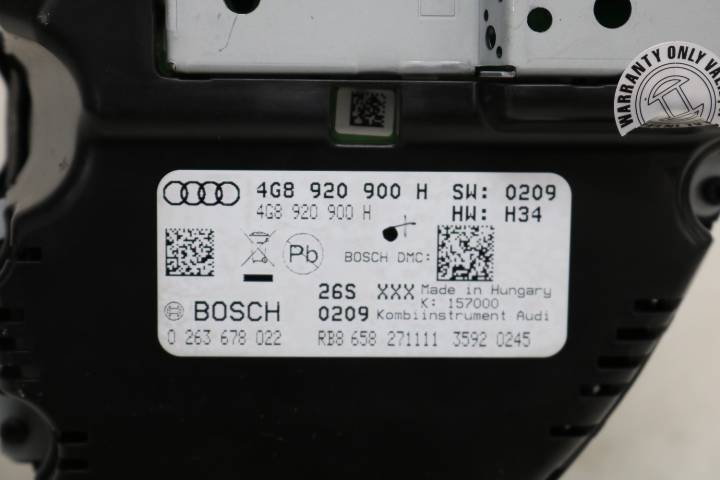 WARRANTY ONLY VALID
4G8 920 900 H SW: 0209
4G8 920 900 H HW: H34
Pb BOSCH DMC:
26S XXX Made in Hungary
K: 157000
BOSCH 0209 Kombiinstrument Audi
0 263 678 022 RB8 658 271111 3592 0245